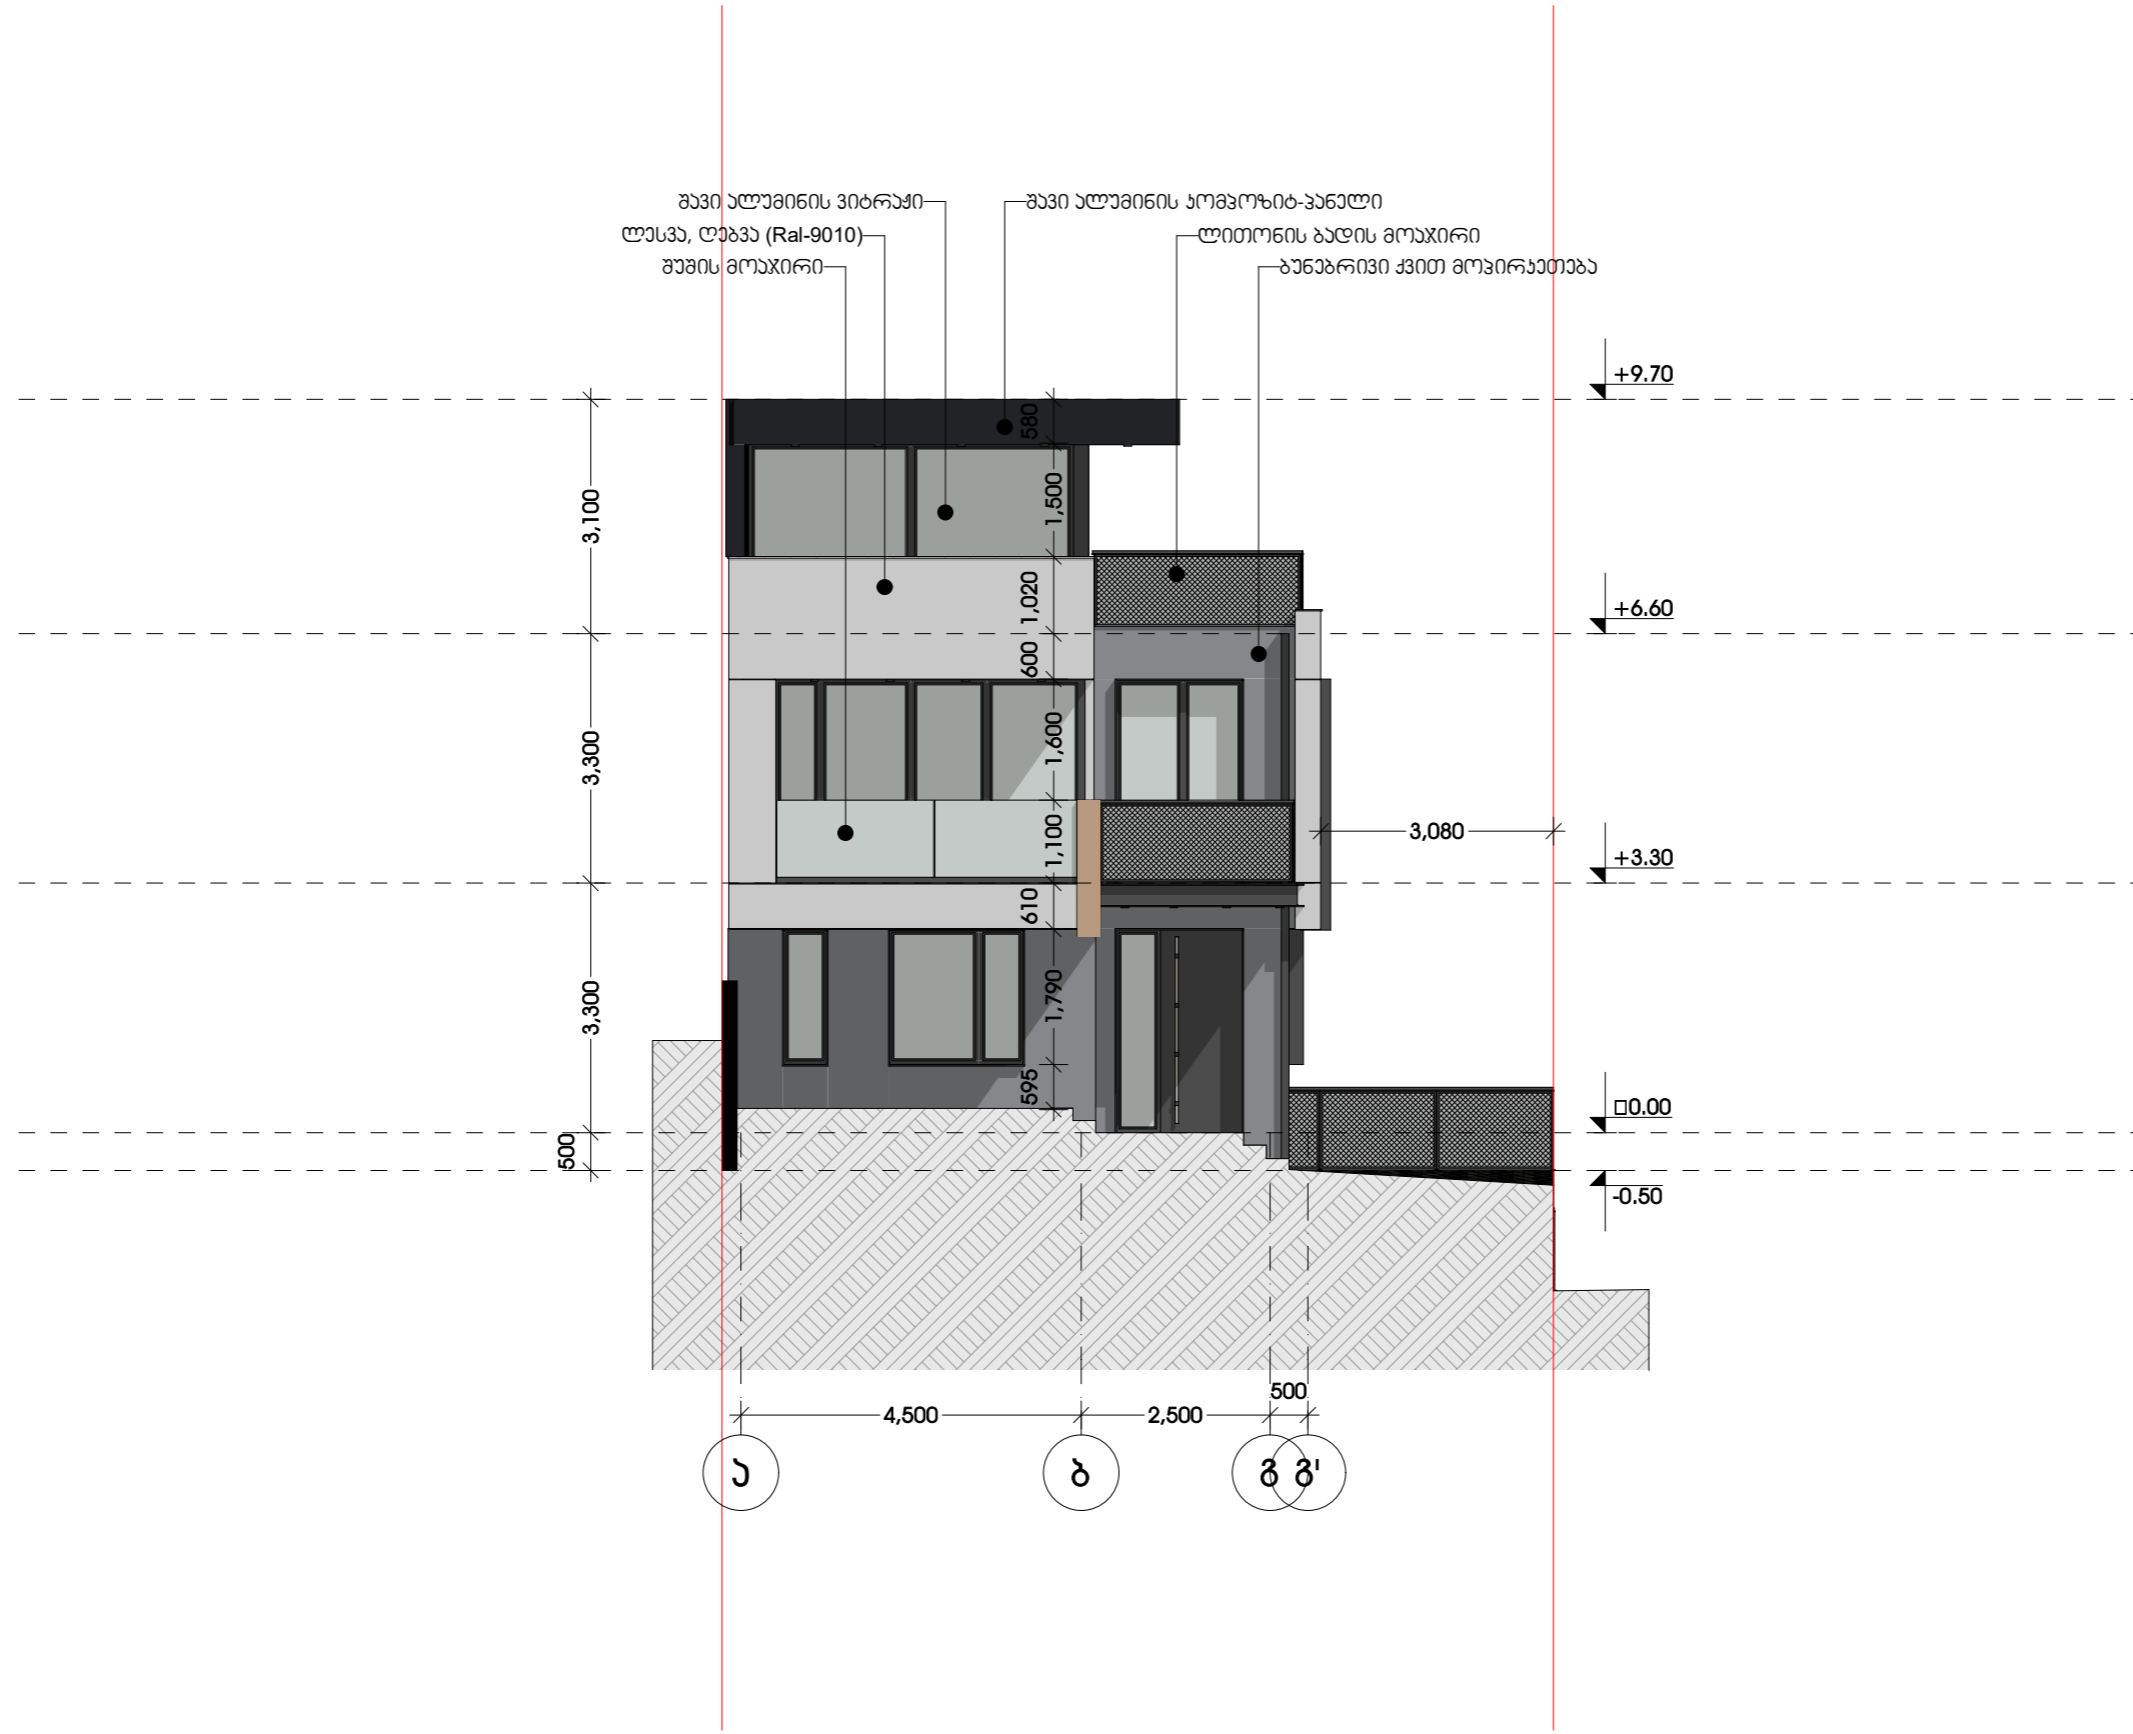 შავი ალუმინის ვიტრაჟი
შავი ალუმინის კომპოზიტ-პანელი
ლესვა, ღებვა (Ral-9010)
ლითონის ბადის მოაჯირი
შუშის მოაჯირი
ბუნებრივი ქვით მოპირკეთება
+9.70
580
3,100
1,500
1,020
+6.60
600
3,300
1,600
1,100
3,080
+3.30
610
3,300
1,790
595
□0.00
500
-0.50
500
4,500
2,500
ა
ბ
გ
გ'